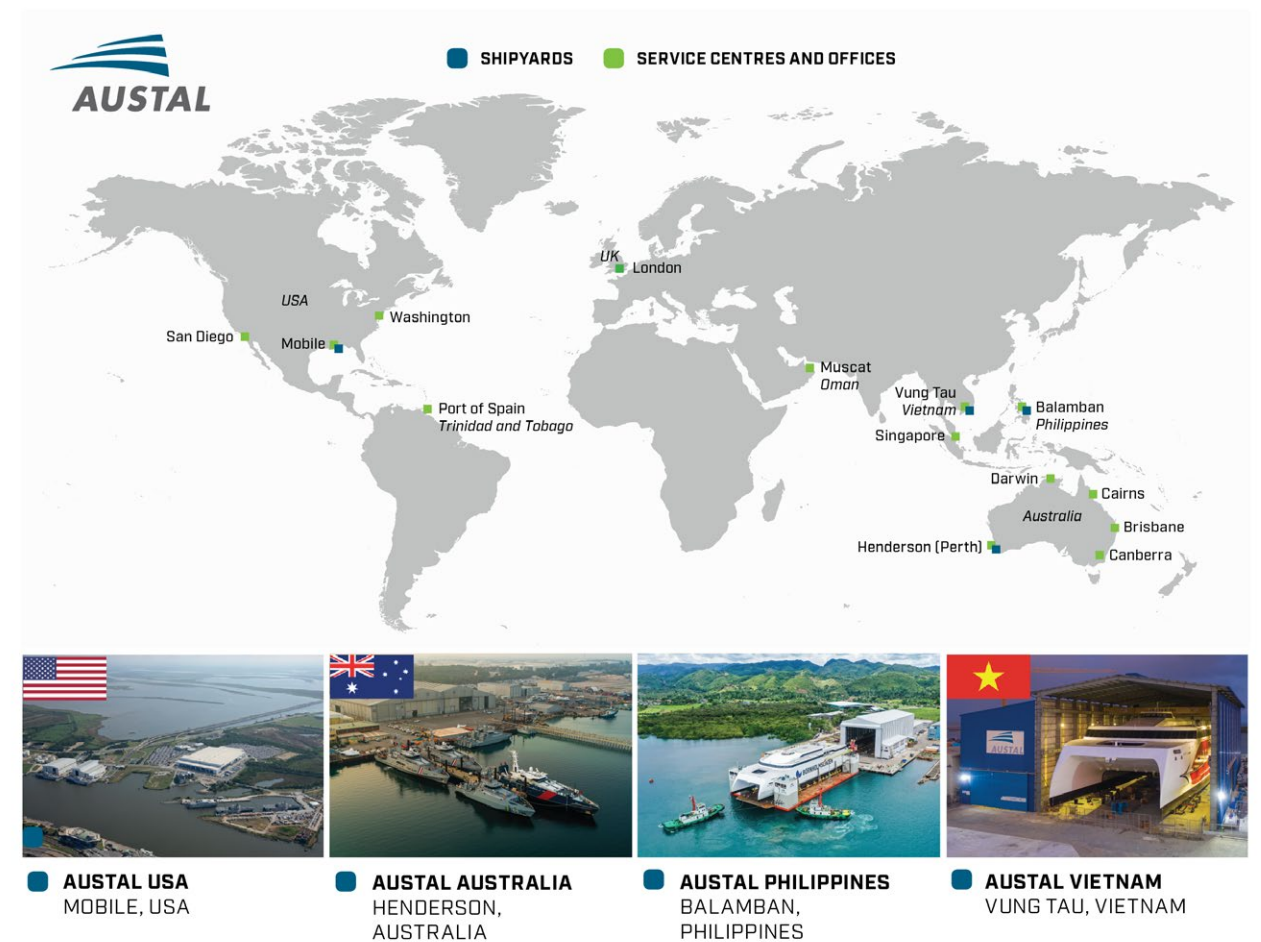 AUSTAL
SHIPYARDS
SERVICE CENTRES AND OFFICES
UK
London
USA
Washington
San Diego
Mobile
Muscat
Oman
Vung Tau
Vietnam
Balamban
Philippines
Port of Spain
Trinidad and Tobago
Singapore
Darwin
Cairns
Australia
Brisbane
Henderson (Perth)
Canberra
AUSTAL
AUSTAL USA
MOBILE, USA
AUSTAL AUSTRALIA
HENDERSON,
AUSTRALIA
AUSTAL PHILIPPINES
BALAMBAN,
PHILIPPINES
AUSTAL VIETNAM
VUNG TAU, VIETNAM